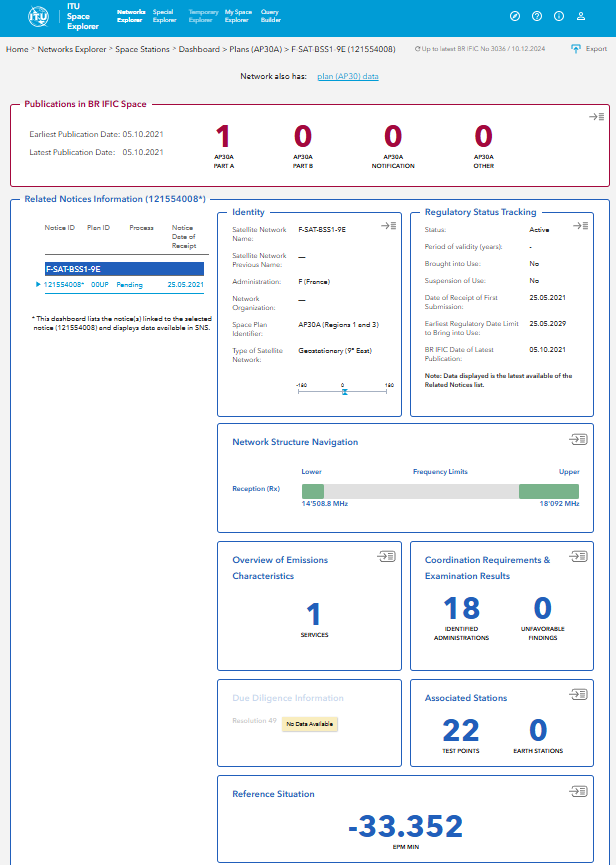 ITU
Space
Explorer
Networks Explorer
Special Explorer
Temporary Explorer
My Space Explorer
Query Builder
Home > Networks Explorer > Space Stations > Dashboard > Plans (AP30A) > F-SAT-BSS1-9E (121554008)
Up to latest BR IFIC No 3036 / 10.12.2024
Export
Network also has: plan (AP30) data
Publications in BR IFIC Space
Earliest Publication Date: 05.10.2021
Latest Publication Date: 05.10.2021
1
AP30A
PART A
0
AP30A
PART B
0
AP30A
NOTIFICATION
0
AP30A
OTHER
Related Notices Information (121554008*)
Notice ID Plan ID Process Notice
Date of
Receipt
F-SAT-BSS1-9E
121554008* 00UP Pending 25.05.2021
* This dashboard lists the notice(s) linked to the selected
notice (121554008) and displays data available in SNS.
Identity
Satellite Network
Name: F-SAT-BSS1-9E
Satellite Network
Previous Name: —
Administration: F (France)
Network
Organization: —
Space Plan
Identifier: AP30A (Regions 1 and 3)
Type of Satellite
Network: Geostationary (9° East)
-180 0 180
Regulatory Status Tracking
Status: Active
Period of validity (years): -
Brought into Use: No
Suspension of Use: No
Date of Receipt of First
Submission: 25.05.2021
Earliest Regulatory Date Limit
to Bring into Use: 25.05.2029
BR IFIC Date of Latest
Publication: 05.10.2021
Note: Data displayed is the latest available of the
Related Notices list.
Network Structure Navigation
Lower Frequency Limits Upper
Reception (Rx)
14'508.8 MHz 18'092 MHz
Overview of Emissions
Characteristics
1
SERVICES
Coordination Requirements &
Examination Results
18
IDENTIFIED
ADMINISTRATIONS
0
UNFAVORABLE
FINDINGS
Due Diligence Information
Resolution 49 No Data Available
Associated Stations
22
TEST POINTS
0
EARTH STATIONS
Reference Situation
-33.352
EPM MIN